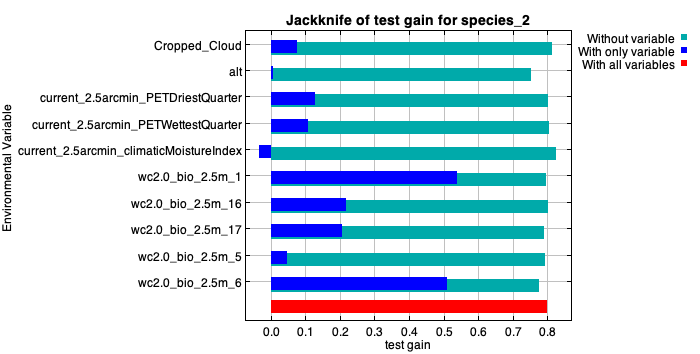 Jackknife of test gain for species_2
Without variable
With only variable
With all variables
Environmental Variable
Cropped_Cloud
alt
current_2.5arcmin_PETDriestQuarter
current_2.5arcmin_PETWettestQuarter
current_2.5arcmin_climaticMoistureIndex
wc2.0_bio_2.5m_1
wc2.0_bio_2.5m_16
wc2.0_bio_2.5m_17
wc2.0_bio_2.5m_5
wc2.0_bio_2.5m_6
0.0 0.1 0.2 0.3 0.4 0.5 0.6 0.7 0.8
test gain